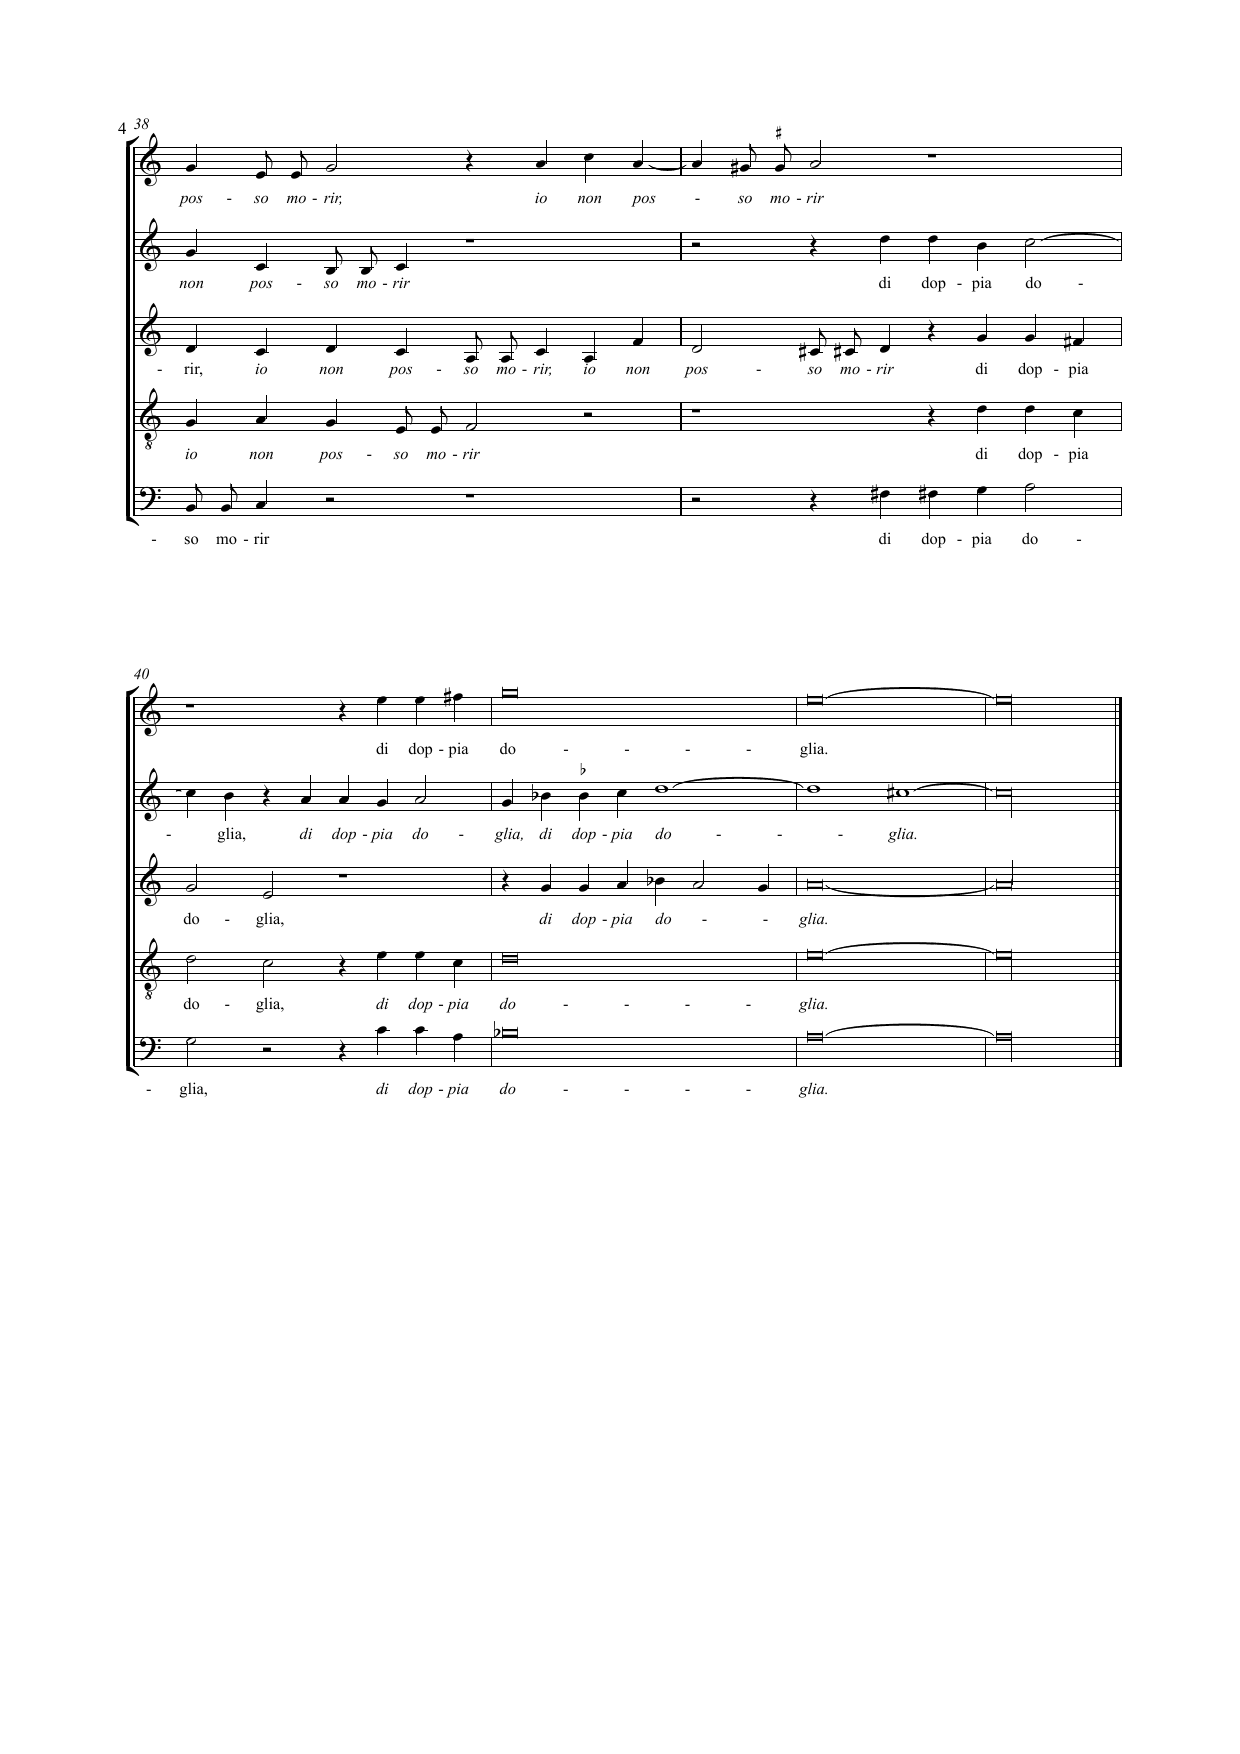 4 38
pos - so mo - rir, io non pos - so mo - rir
non pos - so mo - rir di dop - pia do -
- rir, io non pos - so mo - rir, io non pos - so mo - rir di dop - pia
io non pos - so mo - rir di dop - pia
- so mo - rir di dop - pia do -
40
di dop - pia do - - - - glia.
- glia, di dop - pia do - glia, di dop - pia do - - - glia.
do - glia, di dop - pia do - - glia.
do - glia, di dop - pia do - - - - glia.
- glia, di dop - pia do - - - - glia.